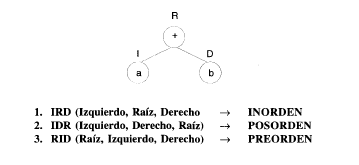 R
+
I D
a b
1. IRD (Izquierdo, Raíz, Derecho → INORDEN
2. IDR (Izquierdo, Derecho, Raíz) → POSORDEN
3. RID (Raíz, Izquierdo, Derecho) → PREORDEN